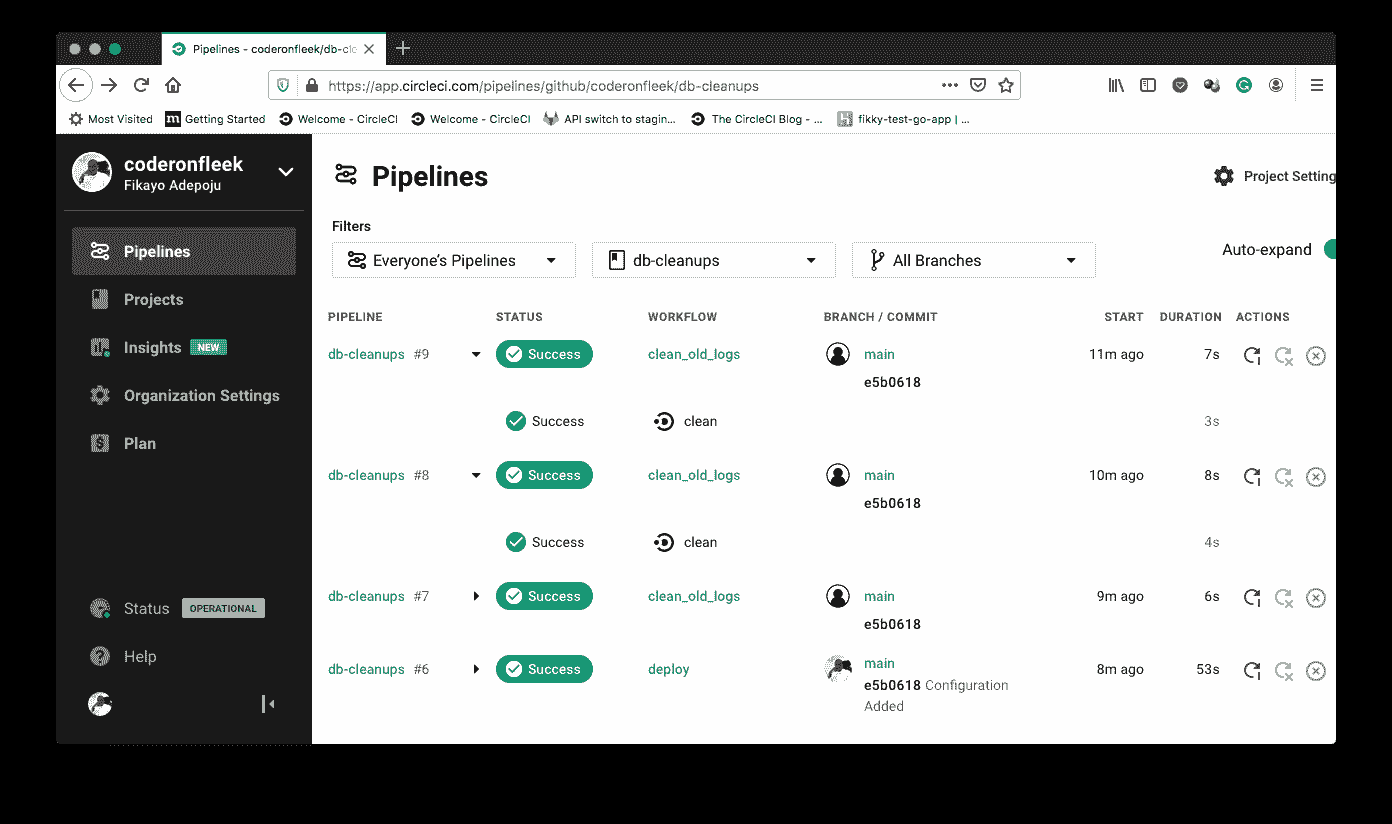 Pipelines - coderonfleek/db-cle
https://app.circleci.com/pipelines/github/coderonfleek/db-cleanups
Most Visited Getting Started Welcome - CircleCI Welcome - CircleCI API switch to stagin... The CircleCI Blog - ... fikky-test-go-app | ...
coderonfleek
Fikayo Adepoju
Pipelines
Projects
Insights NEW
Organization Settings
Plan
Status OPERATIONAL
Help
Pipelines
Project Setting
Filters
Everyone's Pipelines db-cleanups All Branches
Auto-expand
PIPELINE STATUS WORKFLOW BRANCH / COMMIT START DURATION ACTIONS
db-cleanups #9 Success clean_old_logs main 11m ago 7s
e5b0618
Success clean 3s
db-cleanups #8 Success clean_old_logs main 10m ago 8s
e5b0618
Success clean 4s
db-cleanups #7 Success clean_old_logs main 9m ago 6s
e5b0618
db-cleanups #6 Success deploy main 8m ago 53s
e5b0618 Configuration
Added